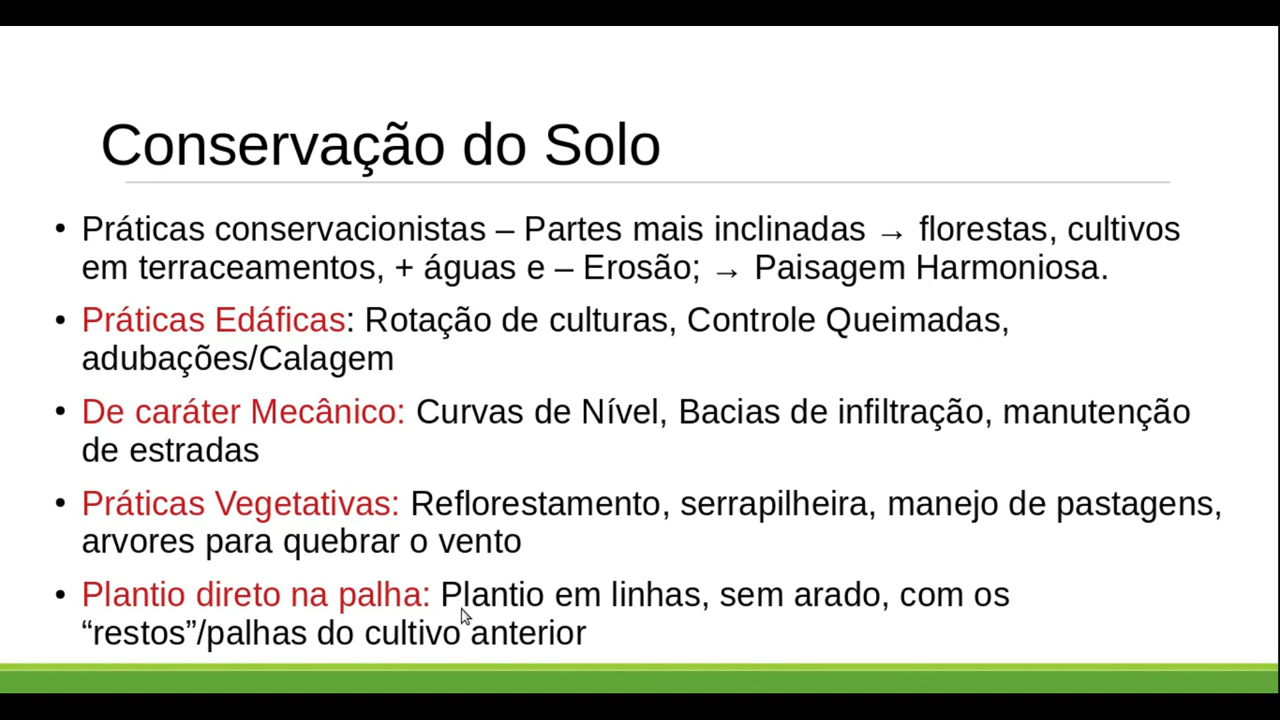 Conservação do Solo
• Práticas conservacionistas – Partes mais inclinadas → florestas, cultivos
em terraceamentos, + águas e – Erosão; → Paisagem Harmoniosa.
• Práticas Edáficas: Rotação de culturas, Controle Queimadas,
adubações/Calagem
• De caráter Mecânico: Curvas de Nível, Bacias de infiltração, manutenção
de estradas
• Práticas Vegetativas: Reflorestamento, serrapilheira, manejo de pastagens,
arvores para quebrar o vento
• Plantio direto na palha: Plantio em linhas, sem arado, com os
“restos”/palhas do cultivo anterior